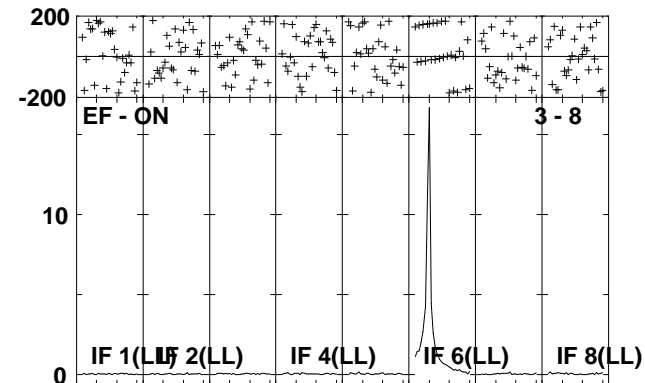 200
-200
EF - ON 3 - 8
10
IF 1(LL) IF 2(LL) IF 4(LL) IF 6(LL) IF 8(LL)
0